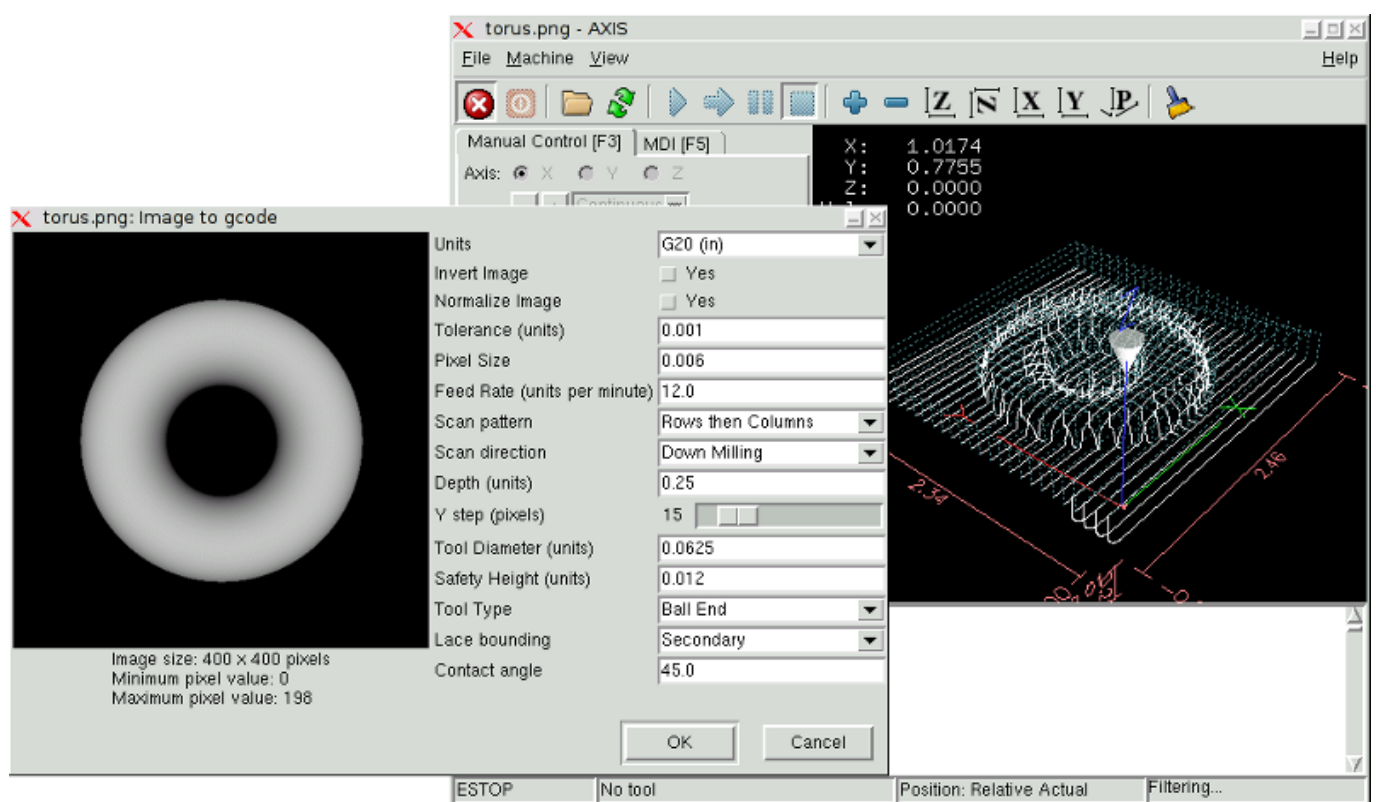 torus.png - AXIS
File Machine View Help
Z N X Y P
Manual Control [F3] MDI [F5]
Axis: X Y Z
Continuous
X: 1.0174
Y: 0.7755
Z: 0.0000
0.0000
torus.png: Image to gcode
Units G20 (in)
Invert Image Yes
Normalize Image Yes
Tolerance (units) 0.001
Pixel Size 0.006
Feed Rate (units per minute) 12.0
Scan pattern Rows then Columns
Scan direction Down Milling
Depth (units) 0.25
Y step (pixels) 15
Tool Diameter (units) 0.0625
Safety Height (units) 0.012
Tool Type Ball End
Lace bounding Secondary
Contact angle 45.0
Image size: 400 x 400 pixels
Minimum pixel value: 0
Maximum pixel value: 198
OK Cancel
2.34
2.46
ESTOP No tool Position: Relative Actual Filtering...